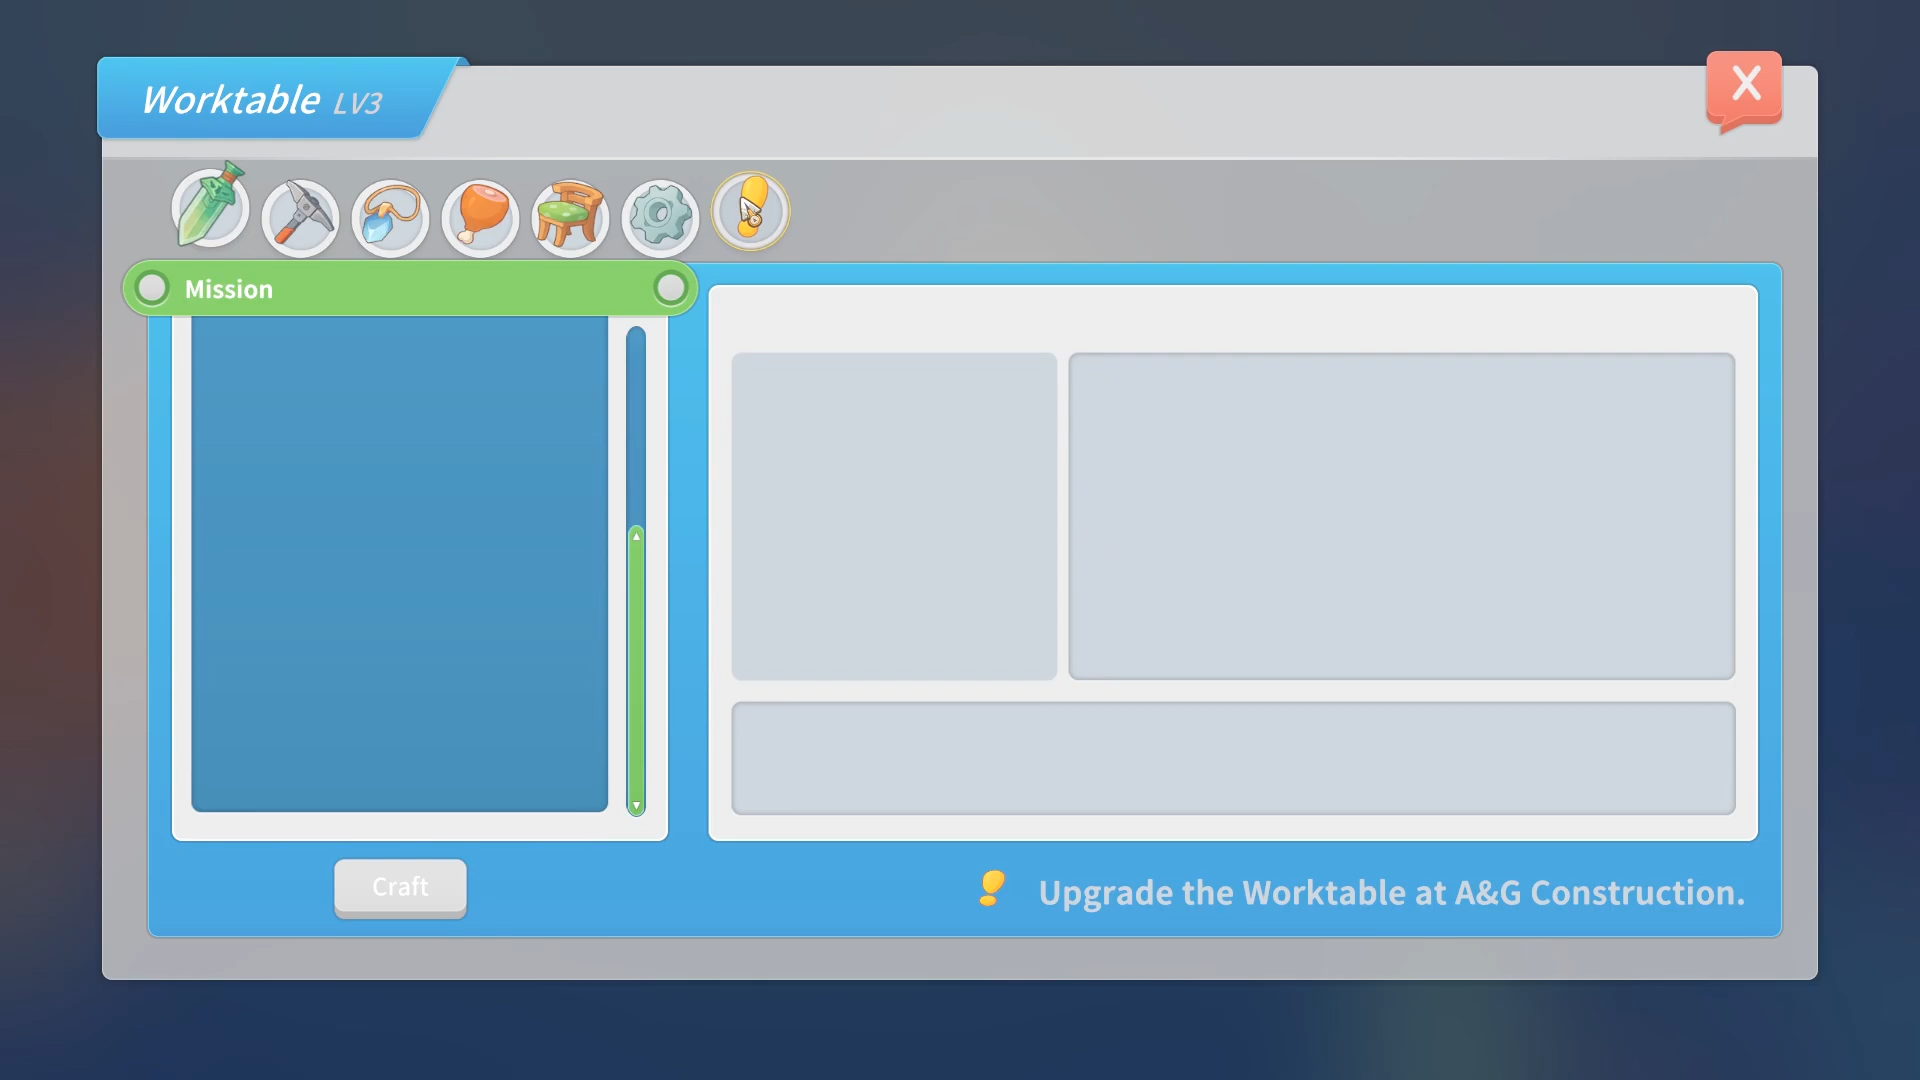 Worktable LV3
X
Mission
Craft
Upgrade the Worktable at A&G Construction.